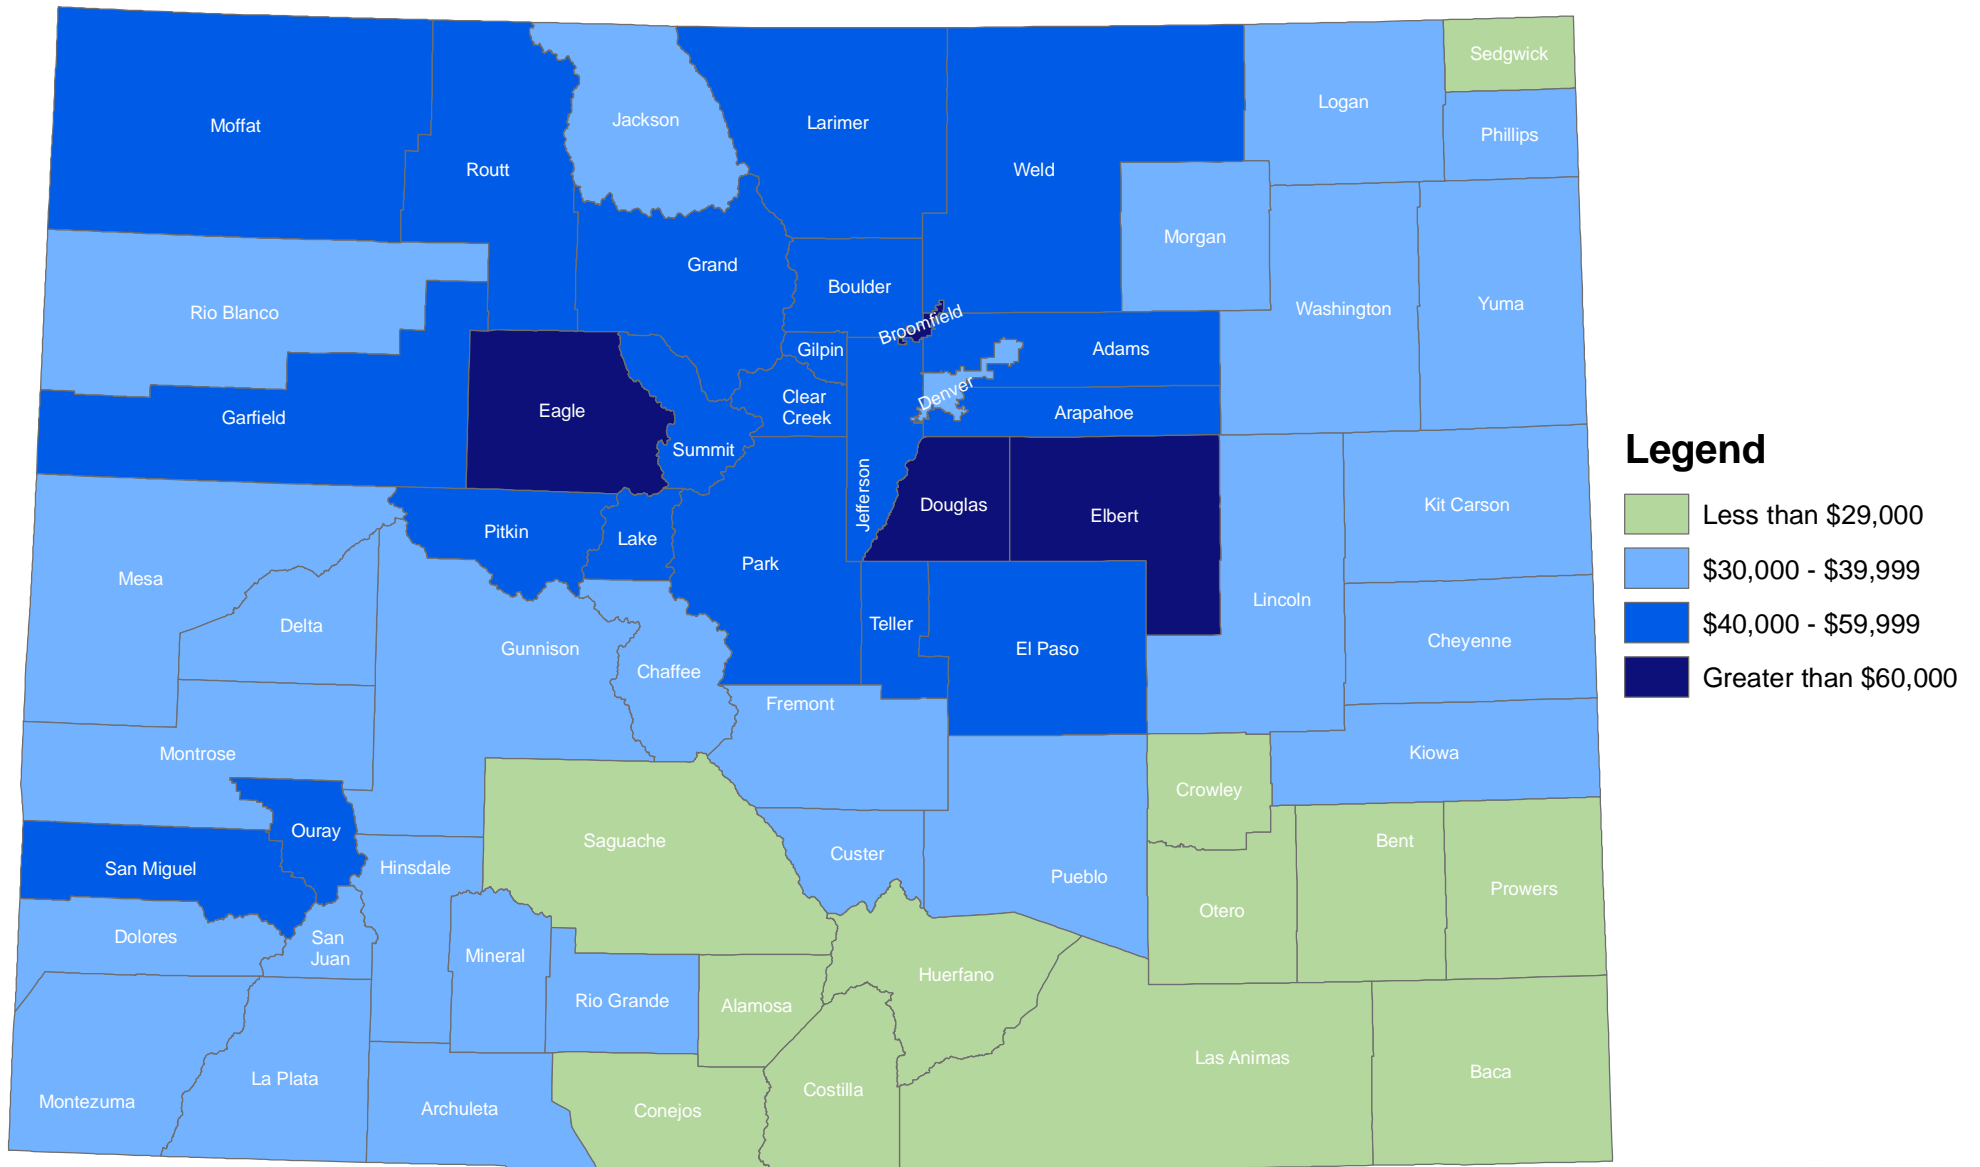 Sedgwick
Logan
Phillips
Moffat
Jackson
Larimer
Routt
Weld
Morgan
Grand
Boulder
Rio Blanco
Washington
Yuma
Broomfield
Gilpin
Adams
Garfield
Eagle
Clear
Creek
Denver
Arapahoe
Summit
Legend
Jefferson
Douglas
Elbert
Kit Carson
Less than $29,000
Pitkin
Lake
Park
$30,000 - $39,999
Mesa
Lincoln
Delta
Teller
$40,000 - $59,999
Gunnison
El Paso
Cheyenne
Chaffee
Greater than $60,000
Fremont
Montrose
Kiowa
Crowley
Ouray
Saguache
San Miguel
Hinsdale
Custer
Bent
Pueblo
Prowers
Otero
Dolores
San
Juan
Mineral
Huerfano
Rio Grande
Alamosa
Las Animas
Baca
La Plata
Montezuma
Archuleta
Conejos
Costilla